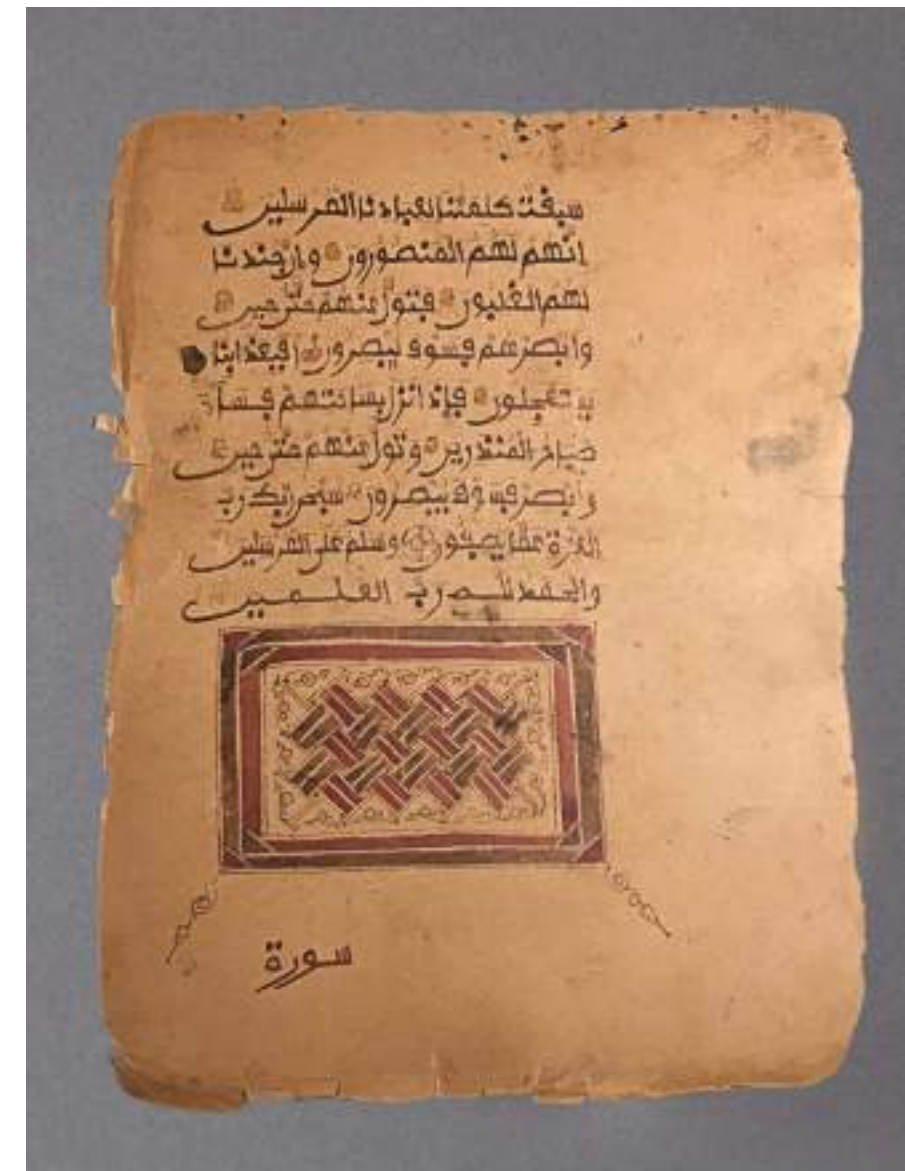 سبقت كلمتنا لعبادنا المرسلين
انهم لهم المنصورون وان جندنا
لهم الغلبون فتول عنهم حتى حين
وابصرهم فسوف يبصرون افبعذابنا
يستعجلون فإذا نزل بساحتهم فساء
صباح المنذرين وتول عنهم حتى حين
وابصر فسوف يبصرون سبحن ربك رب
العزة عما يصفون وسلم على المرسلين
والحمد لله رب العلمين
سورة